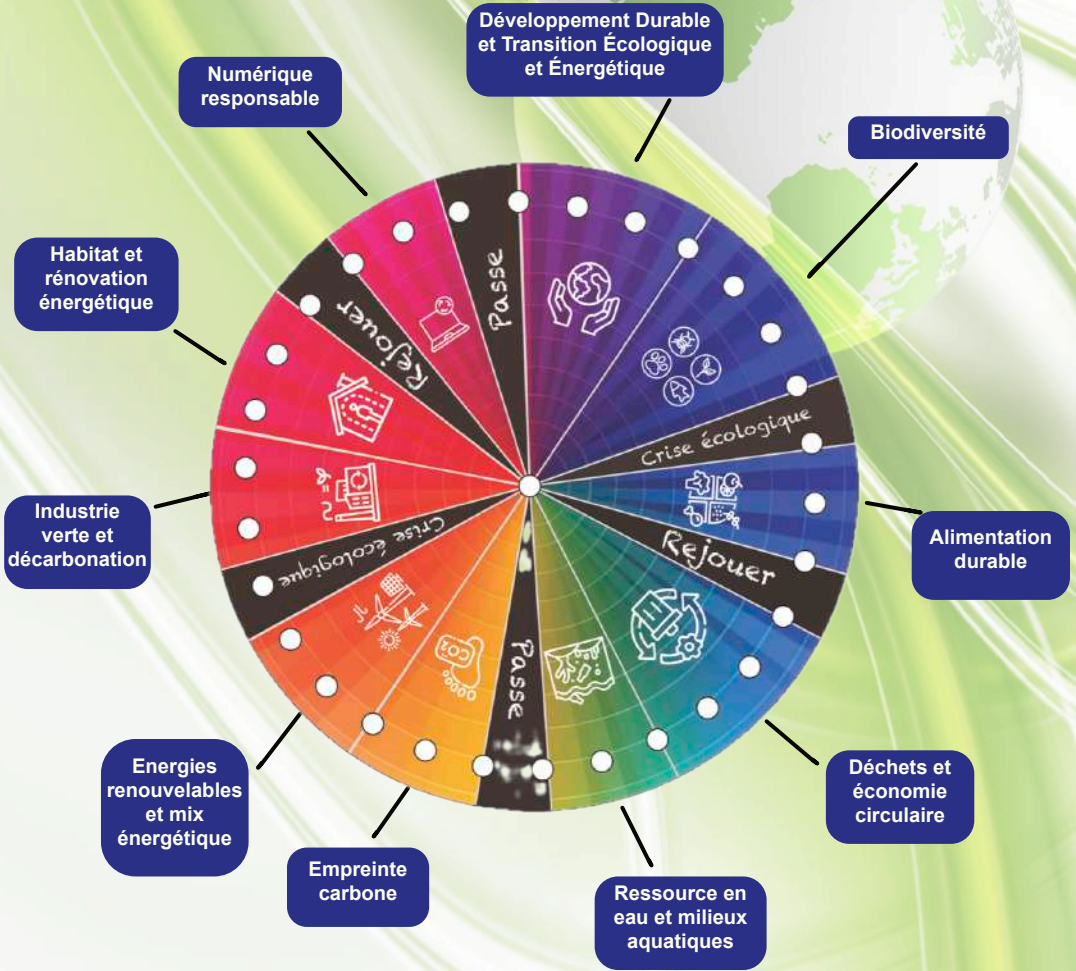 Développement Durable
et Transition Écologique
et Énergétique
Numérique
responsable
Biodiversité
Habitat et
rénovation
énergétique
Passe
Rejouer
Crise écologique
Industrie
verte et
décarbonation
Crise écologique
Rejouer
Alimentation
durable
CO2
Passe
Energies
renouvelables
et mix
énergétique
Déchets et
économie
circulaire
Empreinte
carbone
Ressource en
eau et milieux
aquatiques